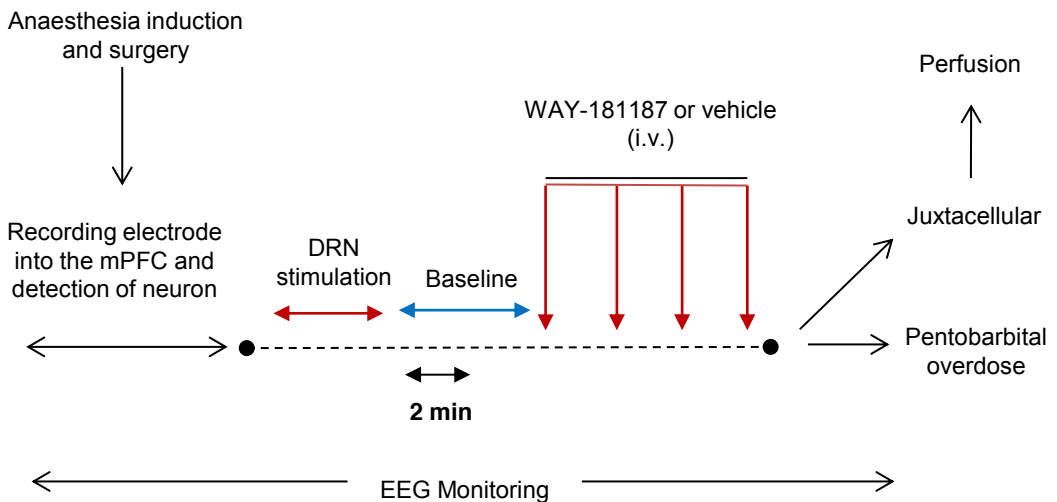 Anaesthesia induction
and surgery
Recording electrode
into the mPFC and
detection of neuron
DRN
stimulation
Baseline
2 min
WAY-181187 or vehicle
(i.v.)
Perfusion
Juxtacellular
Pentobarbital
overdose
EEG Monitoring